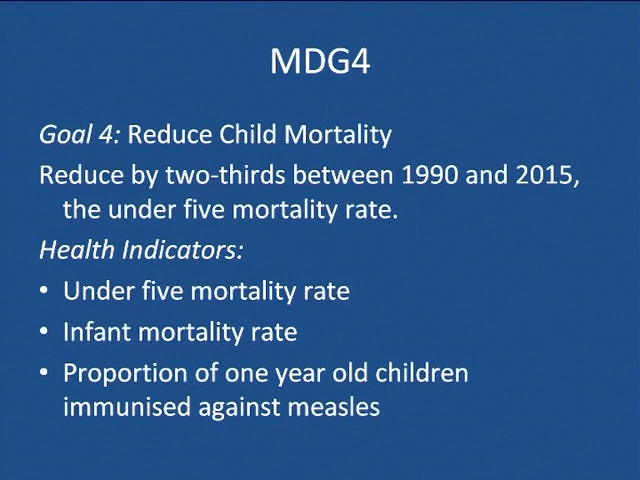 MDG4
Goal 4: Reduce Child Mortality
Reduce by two-thirds between 1990 and 2015,
the under five mortality rate.
Health Indicators:
• Under five mortality rate
• Infant mortality rate
• Proportion of one year old children
immunised against measles